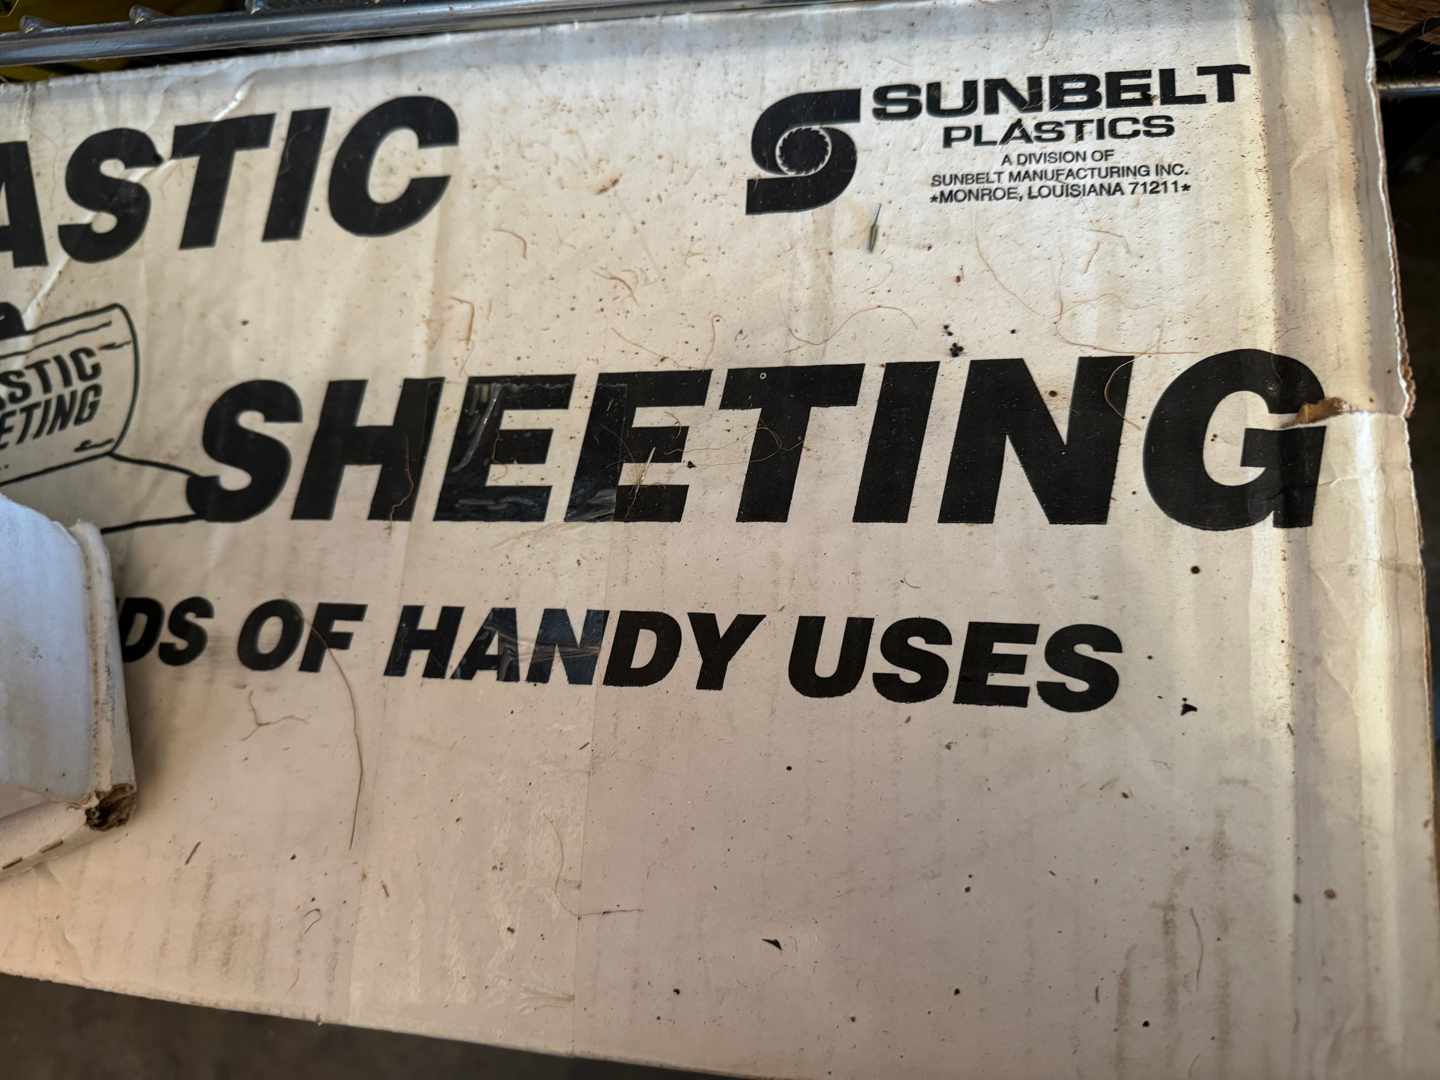 ASTIC
SUNBELT
PLASTICS
A DIVISION OF
SUNBELT MANUFACTURING INC.
*MONROE, LOUISIANA 71211*
STIC
ETING
SHEETING
DS OF HANDY USES